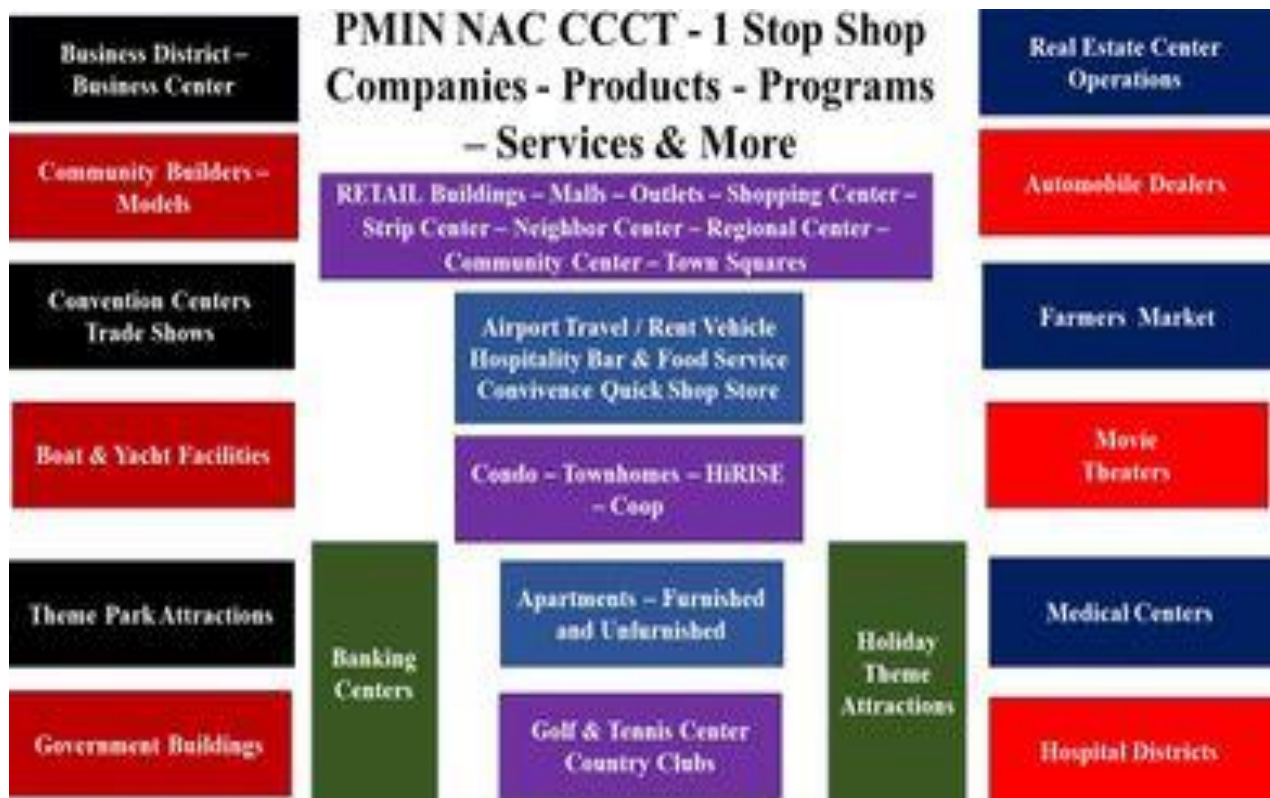 PMIN NAC CCCT - 1 Stop Shop
Companies - Products - Programs
– Services & More
Business District –
Business Center
Community Builders –
Models
Convention Centers
Trade Shows
Boat & Yacht Facilities
Theme Park Attractions
Government Buildings
RETAIL Buildings – Malls – Outlets – Shopping Center –
Strip Center – Neighbor Center – Regional Center –
Community Center – Town Squares
Airport Travel / Rent Vehicle
Hospitality Bar & Food Service
Convivence Quick Shop Store
Condo – Townhomes – HiRISE
– Coop
Banking
Centers
Apartments – Furnished
and Unfurnished
Golf & Tennis Center
Country Clubs
Holiday
Theme
Attractions
Real Estate Center
Operations
Automobile Dealers
Farmers Market
Movie
Theaters
Medical Centers
Hospital Districts